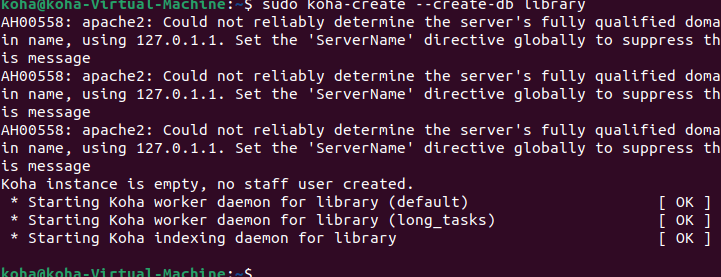 koha@koha-Virtual-Machine:~$ sudo koha-create --create-db library
AH00558: apache2: Could not reliably determine the server's fully qualified doma
in name, using 127.0.1.1. Set the 'ServerName' directive globally to suppress th
is message
AH00558: apache2: Could not reliably determine the server's fully qualified doma
in name, using 127.0.1.1. Set the 'ServerName' directive globally to suppress th
is message
AH00558: apache2: Could not reliably determine the server's fully qualified doma
in name, using 127.0.1.1. Set the 'ServerName' directive globally to suppress th
is message
Koha instance is empty, no staff user created.
 * Starting Koha worker daemon for library (default) [ OK ]
 * Starting Koha worker daemon for library (long_tasks) [ OK ]
 * Starting Koha indexing daemon for library [ OK ]
koha@koha-Virtual-Machine:~$